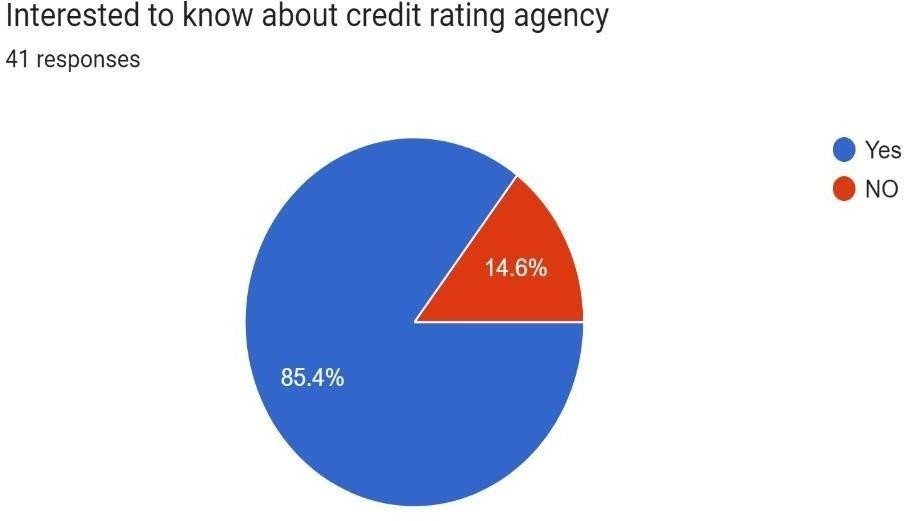 Interested to know about credit rating agency
41 responses
Yes
NO
14.6%
85.4%